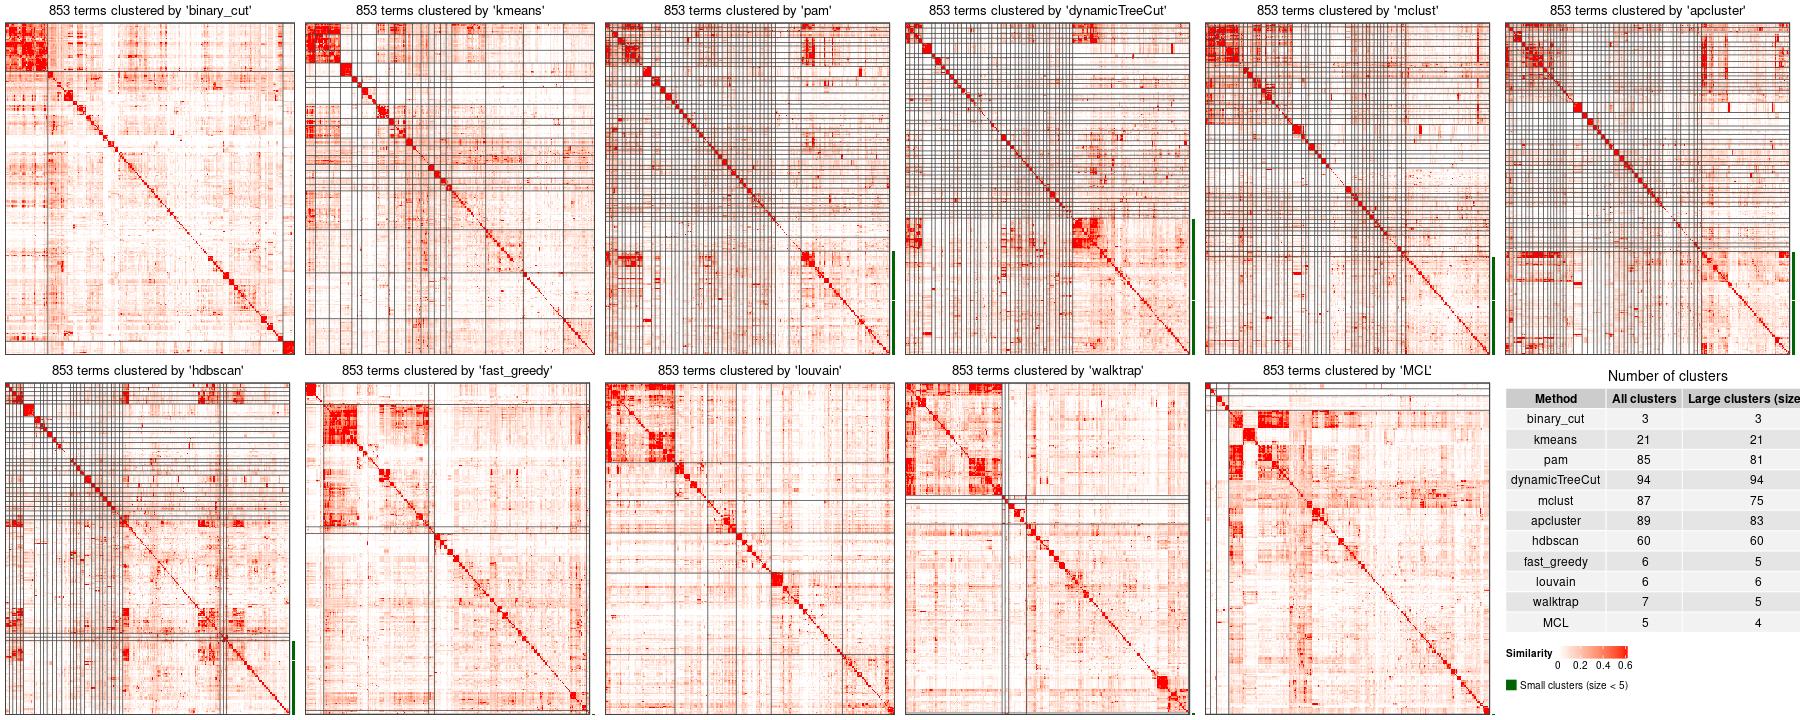 853 terms clustered by 'binary_cut'
853 terms clustered by 'kmeans'
853 terms clustered by 'pam'
853 terms clustered by 'dynamicTreeCut'
853 terms clustered by 'mclust'
853 terms clustered by 'apcluster'
853 terms clustered by 'hdbscan'
853 terms clustered by 'fast_greedy'
853 terms clustered by 'louvain'
853 terms clustered by 'walktrap'
853 terms clustered by 'MCL'
Number of clusters
Method All clusters Large clusters (size
binary_cut 3 3
kmeans 21 21
pam 85 81
dynamicTreeCut 94 94
mclust 87 75
apcluster 89 83
hdbscan 60 60
fast_greedy 6 5
louvain 6 6
walktrap 7 5
MCL 5 4
Similarity
0 0.2 0.4 0.6
Small clusters (size < 5)